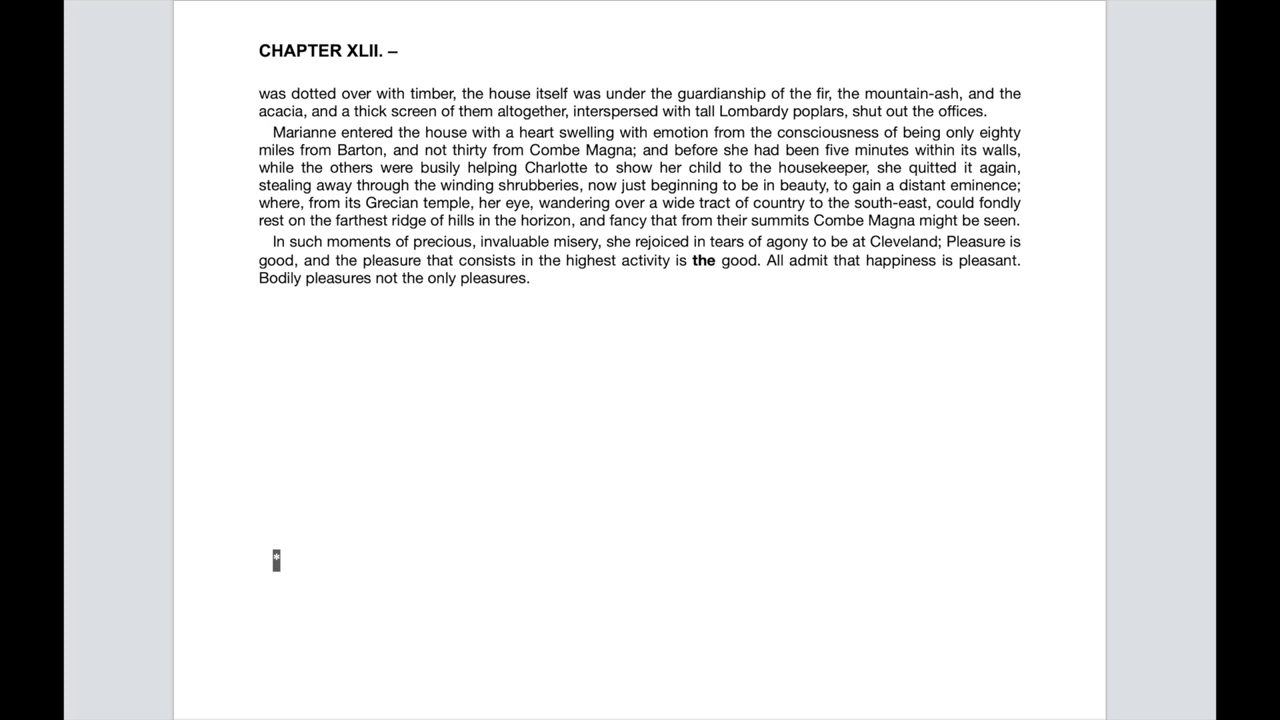 CHAPTER XLII. –
was dotted over with timber, the house itself was under the guardianship of the fir, the mountain-ash, and the
acacia, and a thick screen of them altogether, interspersed with tall Lombardy poplars, shut out the offices.
Marianne entered the house with a heart swelling with emotion from the consciousness of being only eighty
miles from Barton, and not thirty from Combe Magna; and before she had been five minutes within its walls,
while the others were busily helping Charlotte to show her child to the housekeeper, she quitted it again,
stealing away through the winding shrubberies, now just beginning to be in beauty, to gain a distant eminence;
where, from its Grecian temple, her eye, wandering over a wide tract of country to the south-east, could fondly
rest on the farthest ridge of hills in the horizon, and fancy that from their summits Combe Magna might be seen.
In such moments of precious, invaluable misery, she rejoiced in tears of agony to be at Cleveland; Pleasure is
good, and the pleasure that consists in the highest activity is the good. All admit that happiness is pleasant.
Bodily pleasures not the only pleasures.
*